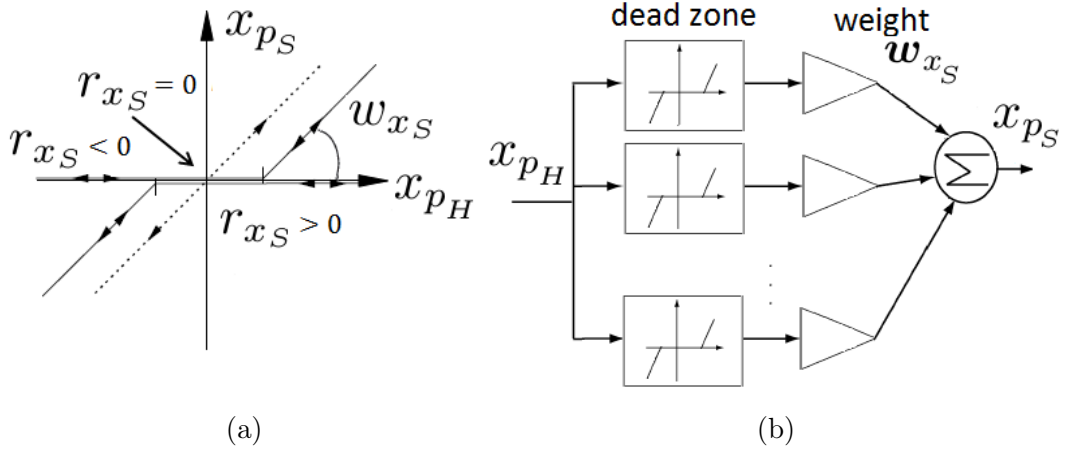 x_{p_S}
r_{x_S} = 0
w_{x_S}
r_{x_S} < 0
x_{p_H}
r_{x_S} > 0
(a)
dead zone
weight
w_{x_S}
x_{p_S}
x_{p_H}
Σ
(b)